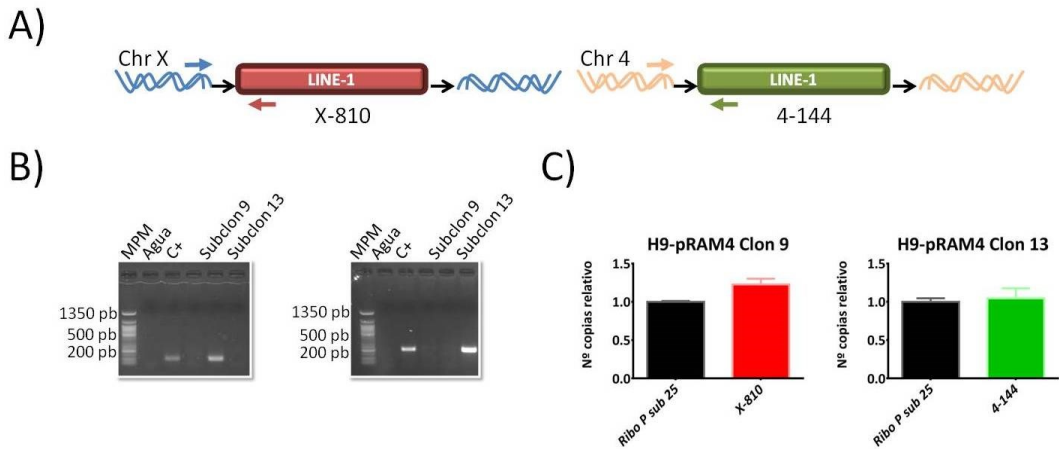 A)
Chr X
LINE-1
X-810
Chr 4
LINE-1
4-144
B)
MPM
Agua
C+
Subclon 9
Subclon 13
1350 pb
500 pb
200 pb
MPM
Agua
C+
Subclon 9
Subclon 13
1350 pb
500 pb
200 pb
C)
H9-pRAM4 Clon 9
Nº copias relativo
1.5
1.0
0.5
0.0
Ribo P sub 25
X-810
H9-pRAM4 Clon 13
Nº copias relativo
1.5
1.0
0.5
0.0
Ribo P sub 25
4-144